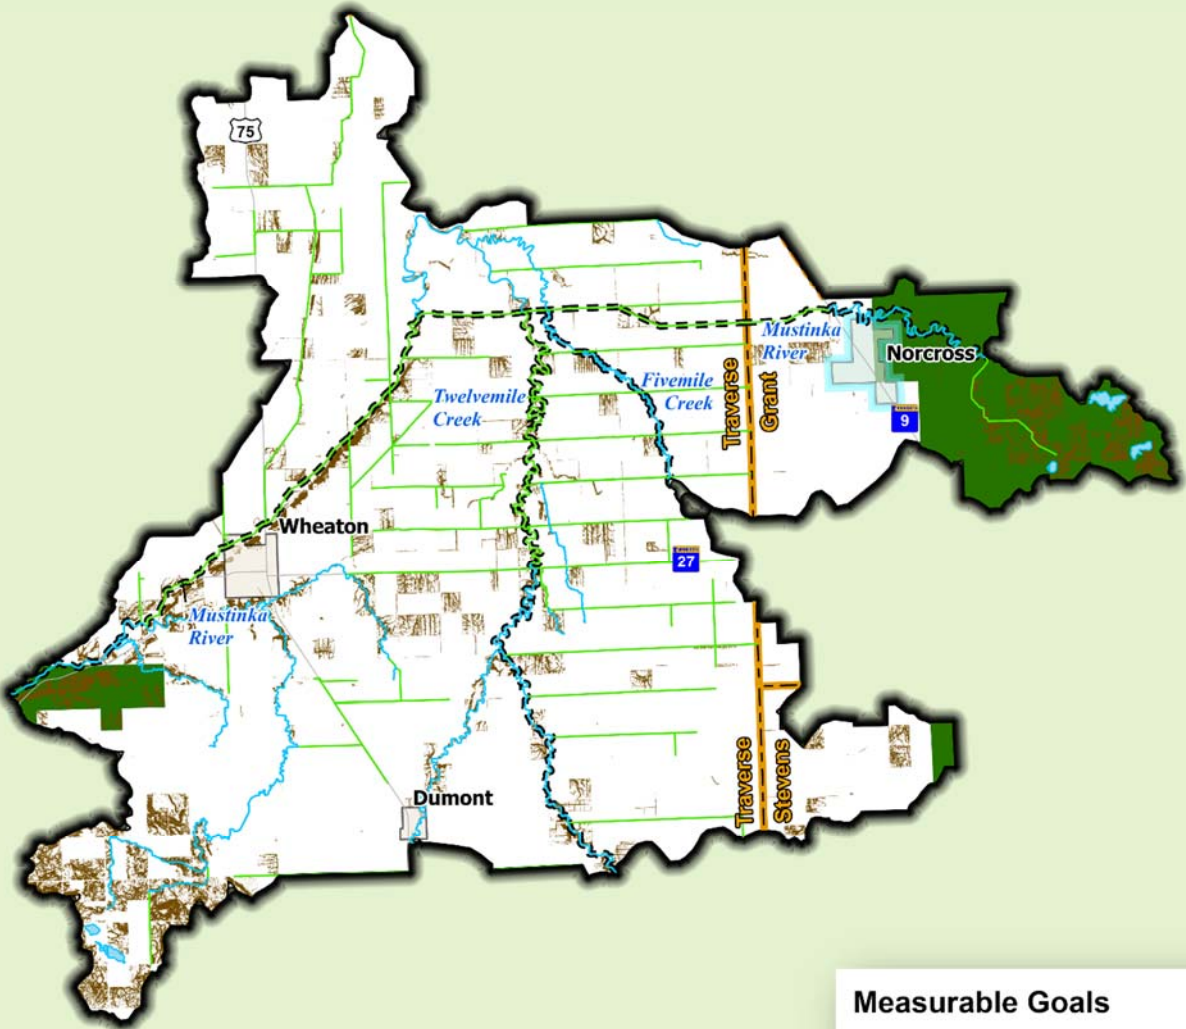 75
Mustinka
River
Norcross
Traverse
Grant
Twelvemile
Creek
Fivemile
Creek
9
Wheaton
27
Mustinka
River
Traverse
Stevens
Dumont
Measurable Goals